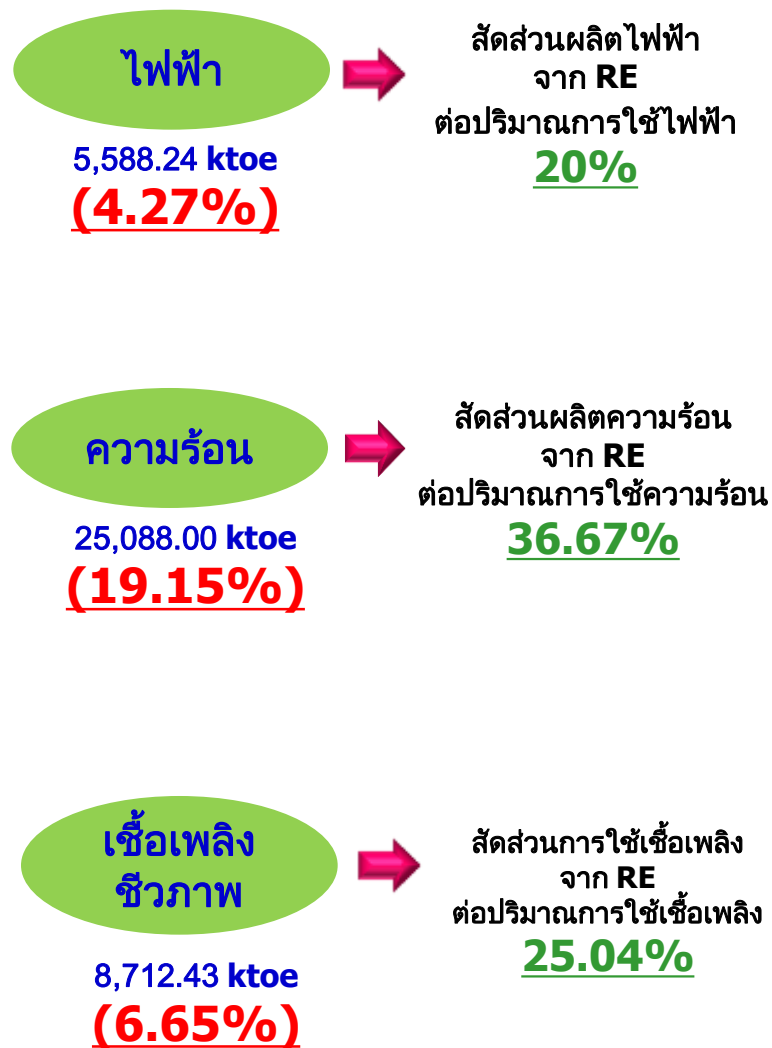 ไฟฟ้า
5,588.24 ktoe
(4.27%)
สัดส่วนผลิตไฟฟ้า
จาก RE
ต่อปริมาณการใช้ไฟฟ้า
20%
ความร้อน
25,088.00 ktoe
(19.15%)
สัดส่วนผลิตความร้อน
จาก RE
ต่อปริมาณการใช้ความร้อน
36.67%
เชื้อเพลิง
ชีวภาพ
8,712.43 ktoe
(6.65%)
สัดส่วนการใช้เชื้อเพลิง
จาก RE
ต่อปริมาณการใช้เชื้อเพลิง
25.04%